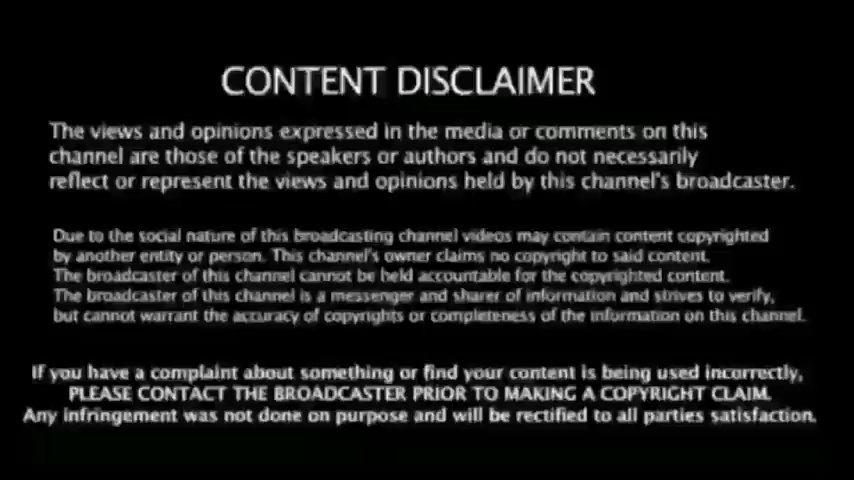 CONTENT DISCLAIMER
The views and opinions expressed in the media or comments on this
channel are those of the speakers or authors and do not necessarily
reflect or represent the views and opinions held by this channel's broadcaster.
Due to the social nature of this broadcasting channel videos may contain content copyrighted
by another entity or person. This channel's owner claims no copyright to said content.
The broadcaster of this channel cannot be held accountable for the copyrighted content.
The broadcaster of this channel is a messenger and sharer of information and strives to verify,
but cannot warrant the accuracy of copyrights or completeness of the information on this channel.
If you have a complaint about something or find your content is being used incorrectly,
PLEASE CONTACT THE BROADCASTER PRIOR TO MAKING A COPYRIGHT CLAIM.
Any infringement was not done on purpose and will be rectified to all parties satisfaction.